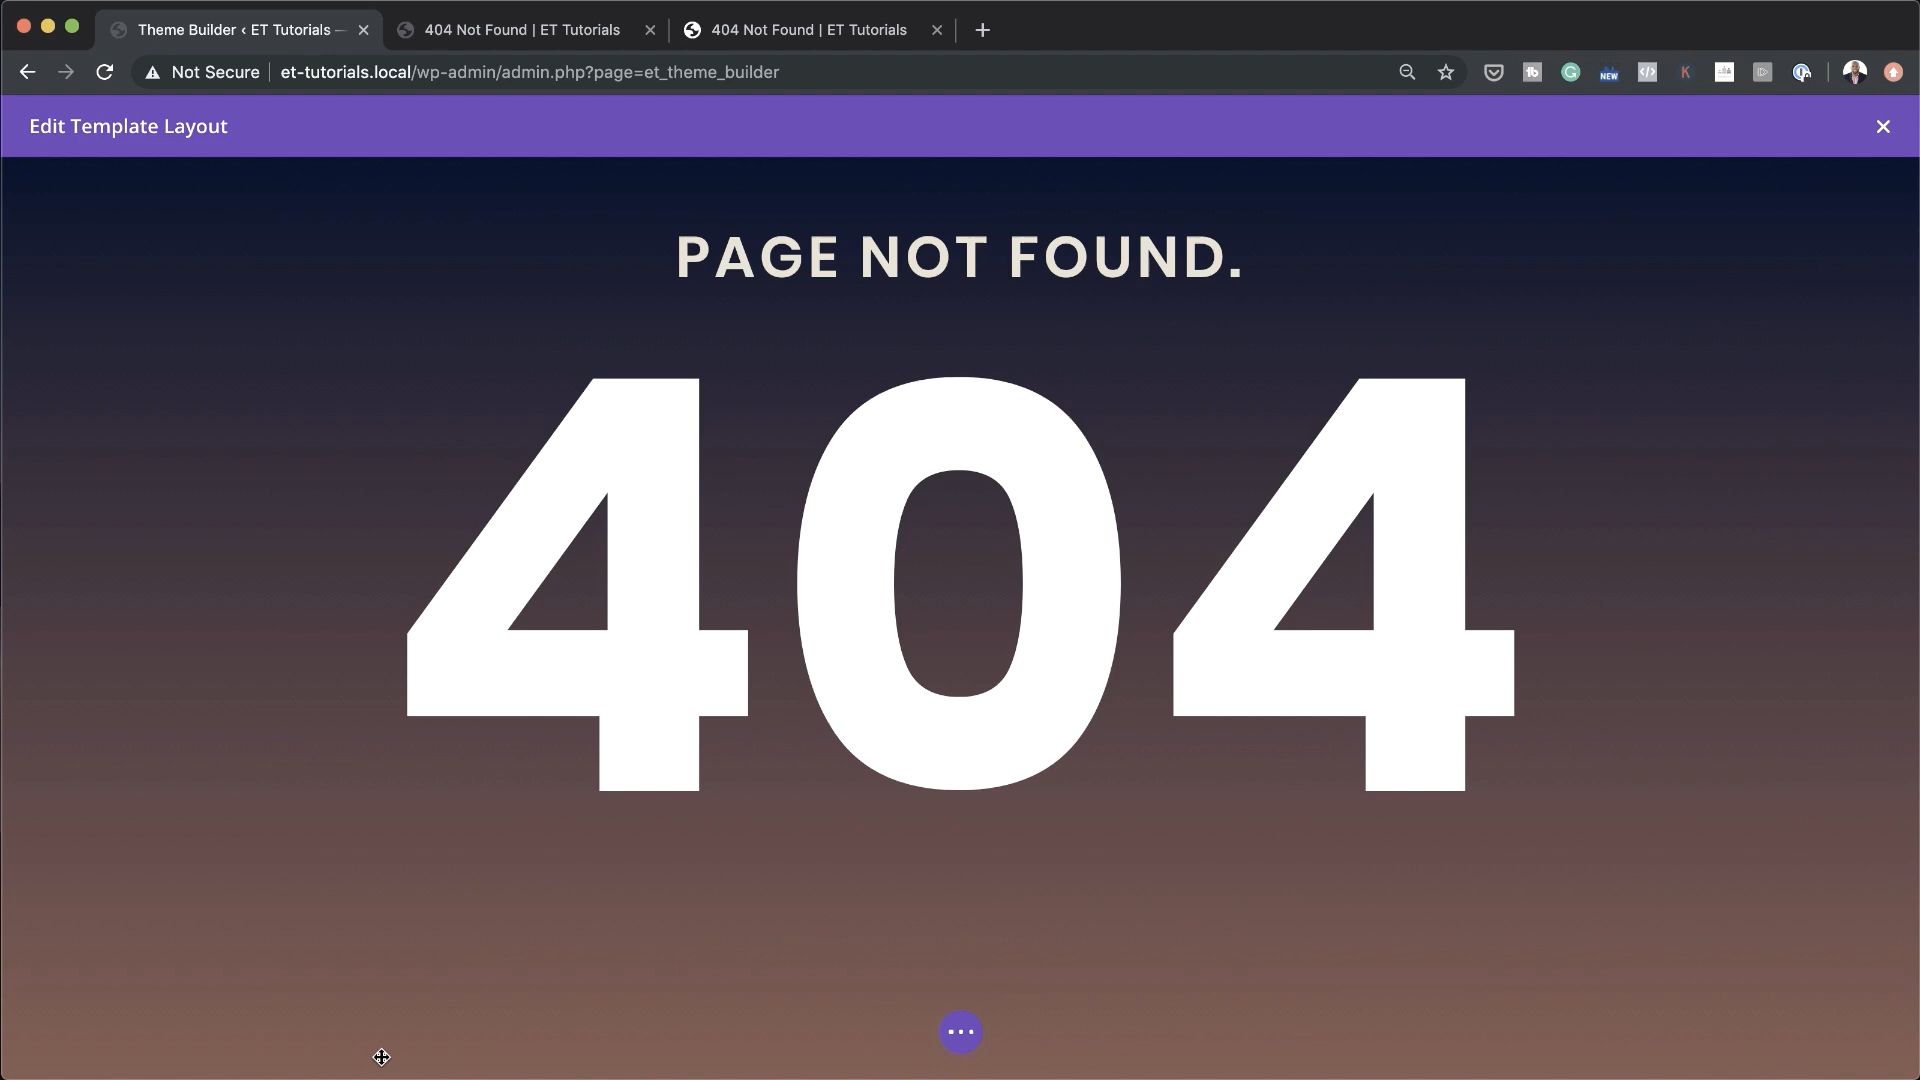 Theme Builder ‹ ET Tutorials —
404 Not Found | ET Tutorials
404 Not Found | ET Tutorials
Not Secure
et-tutorials.local/wp-admin/admin.php?page=et_theme_builder
NEW
K
Edit Template Layout
PAGE NOT FOUND.
404